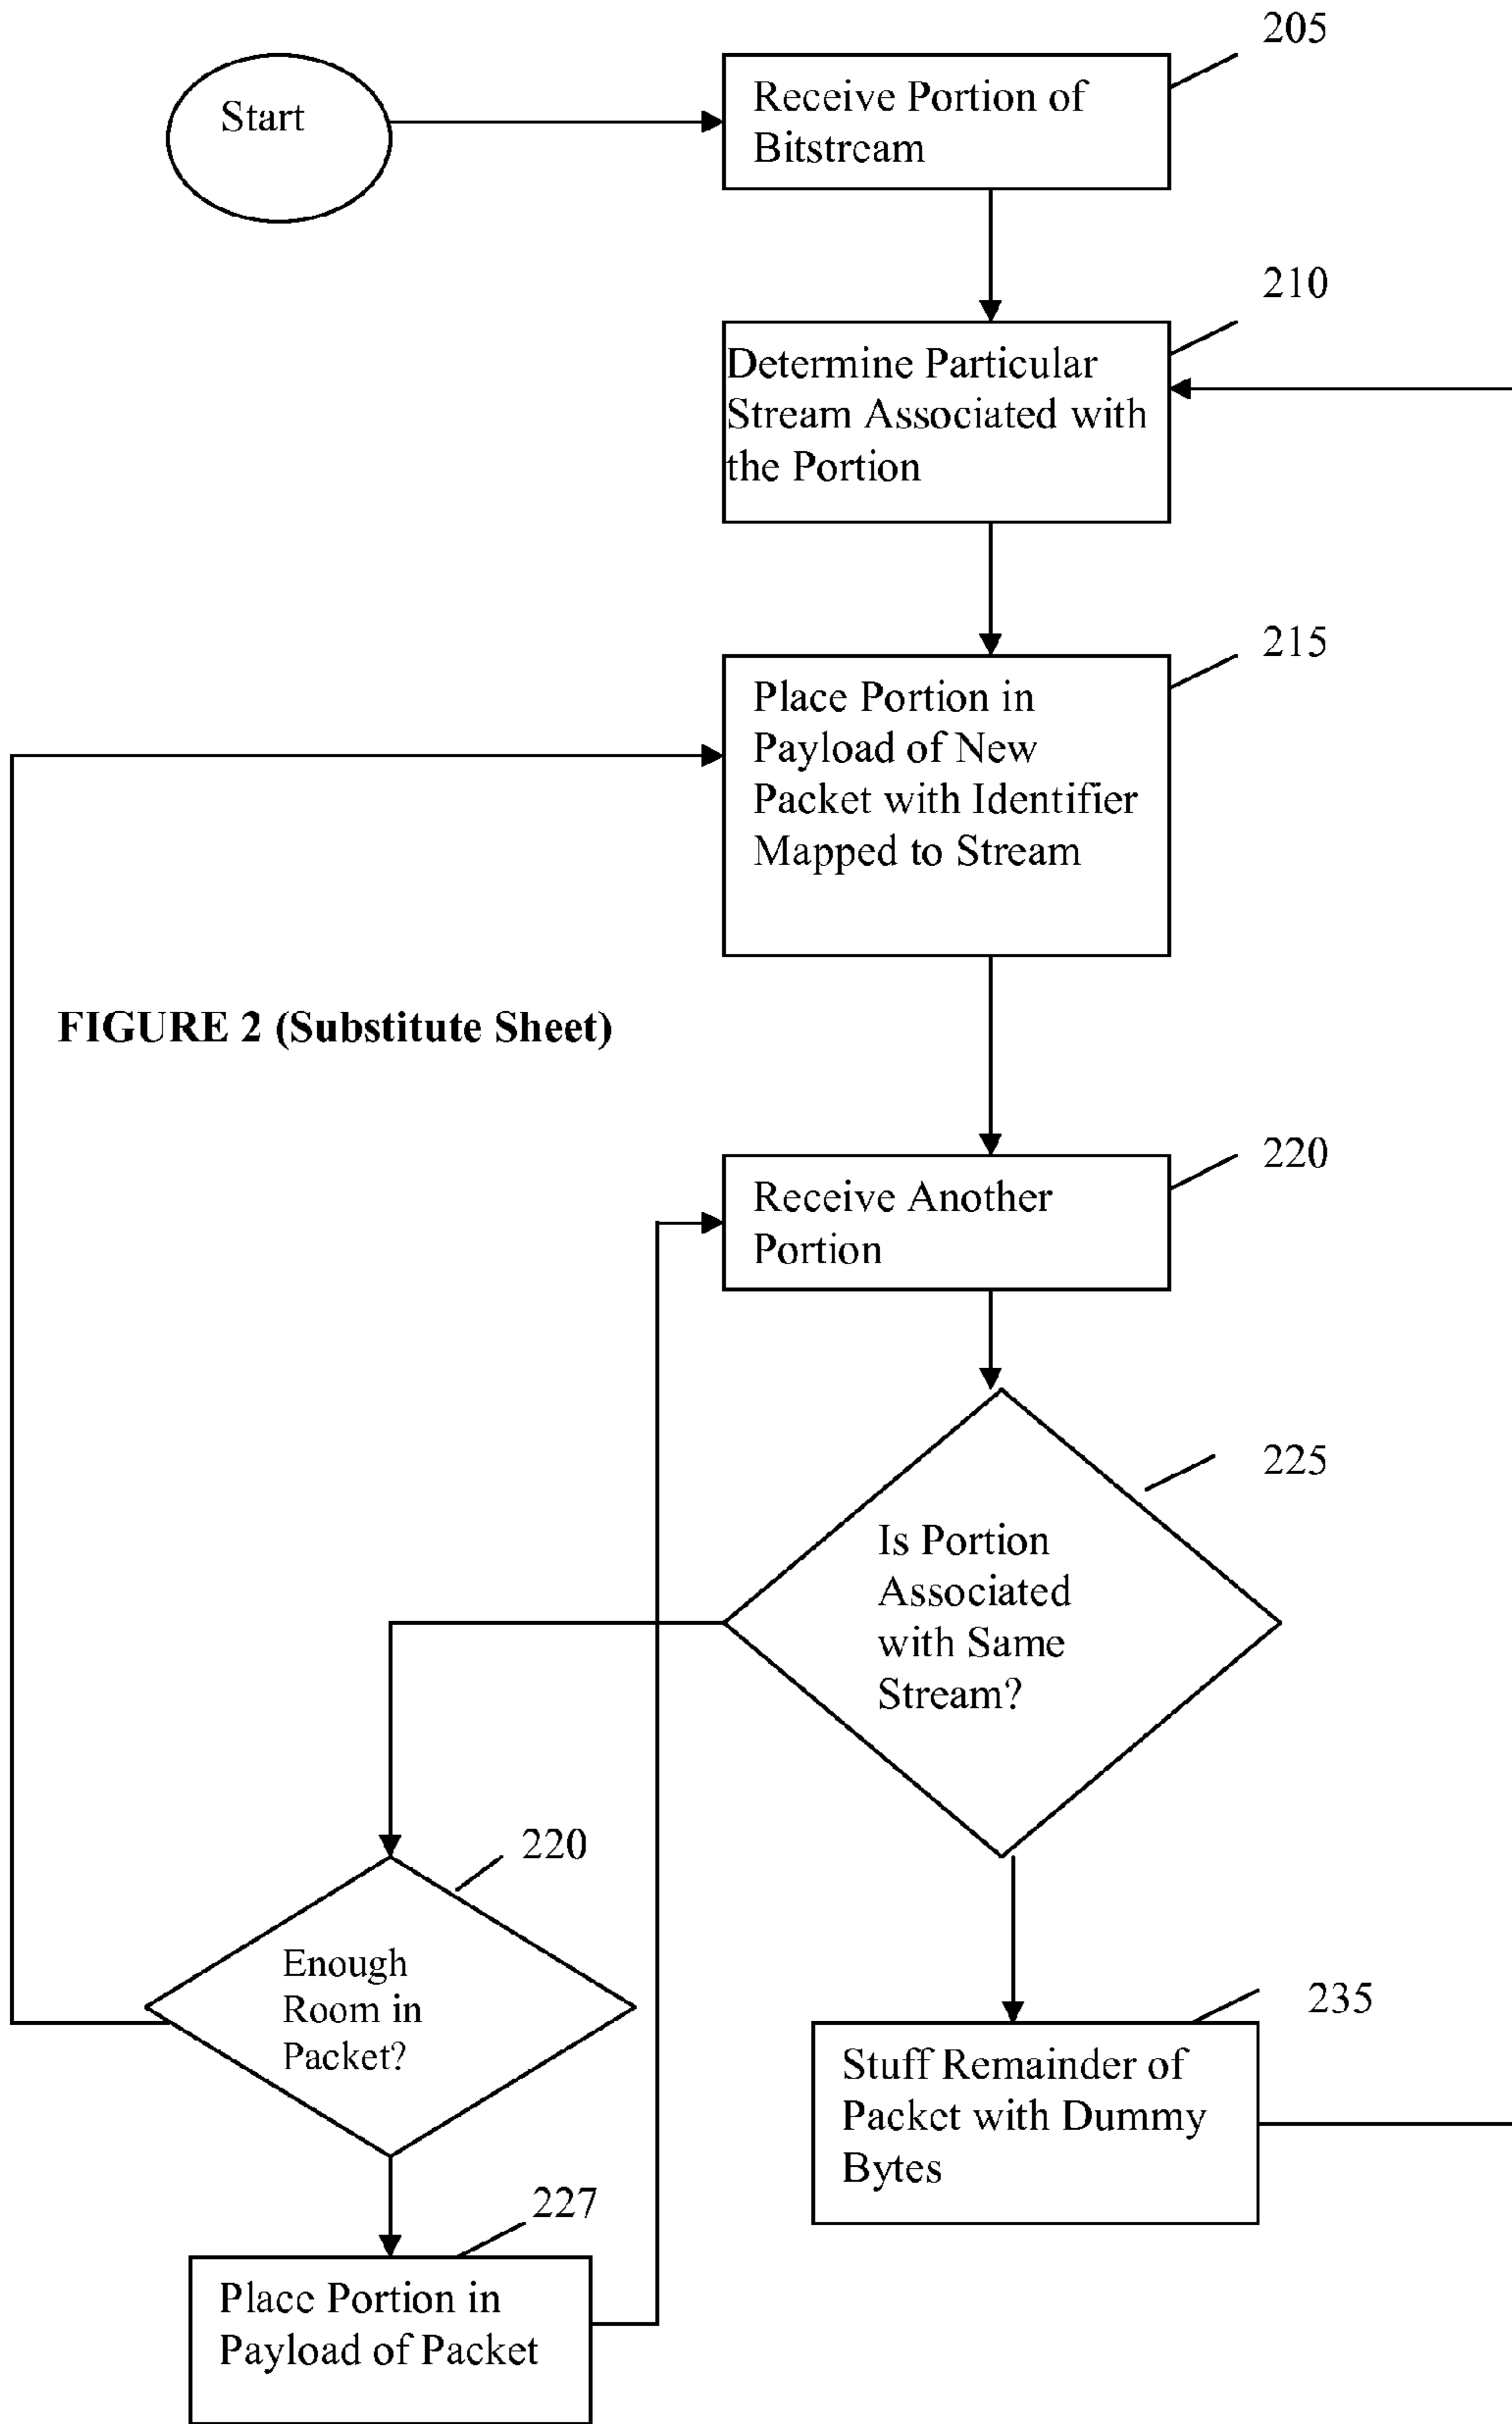 205
Start
Receive Portion of
Bitstream
210
Determine Particular
Stream Associated with
the Portion
215
Place Portion in
Payload of New
Packet with Identifier
Mapped to Stream
FIGURE 2 (Substitute Sheet)
220
Receive Another
Portion
225
Is Portion
Associated
with Same
Stream?
220
Enough
Room in
Packet?
235
Stuff Remainder of
Packet with Dummy
Bytes
227
Place Portion in
Payload of Packet